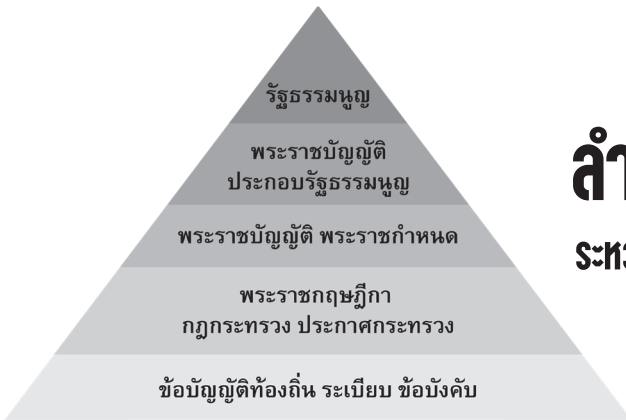 รัฐธรรมนูญ
พระราชบัญญัติ
ประกอบรัฐธรรมนูญ
พระราชบัญญัติ พระราชกำหนด
พระราชกฤษฎีกา
กฎกระทรวง ประกาศกระทรวง
ข้อบัญญัติท้องถิ่น ระเบียบ ข้อบังคับ